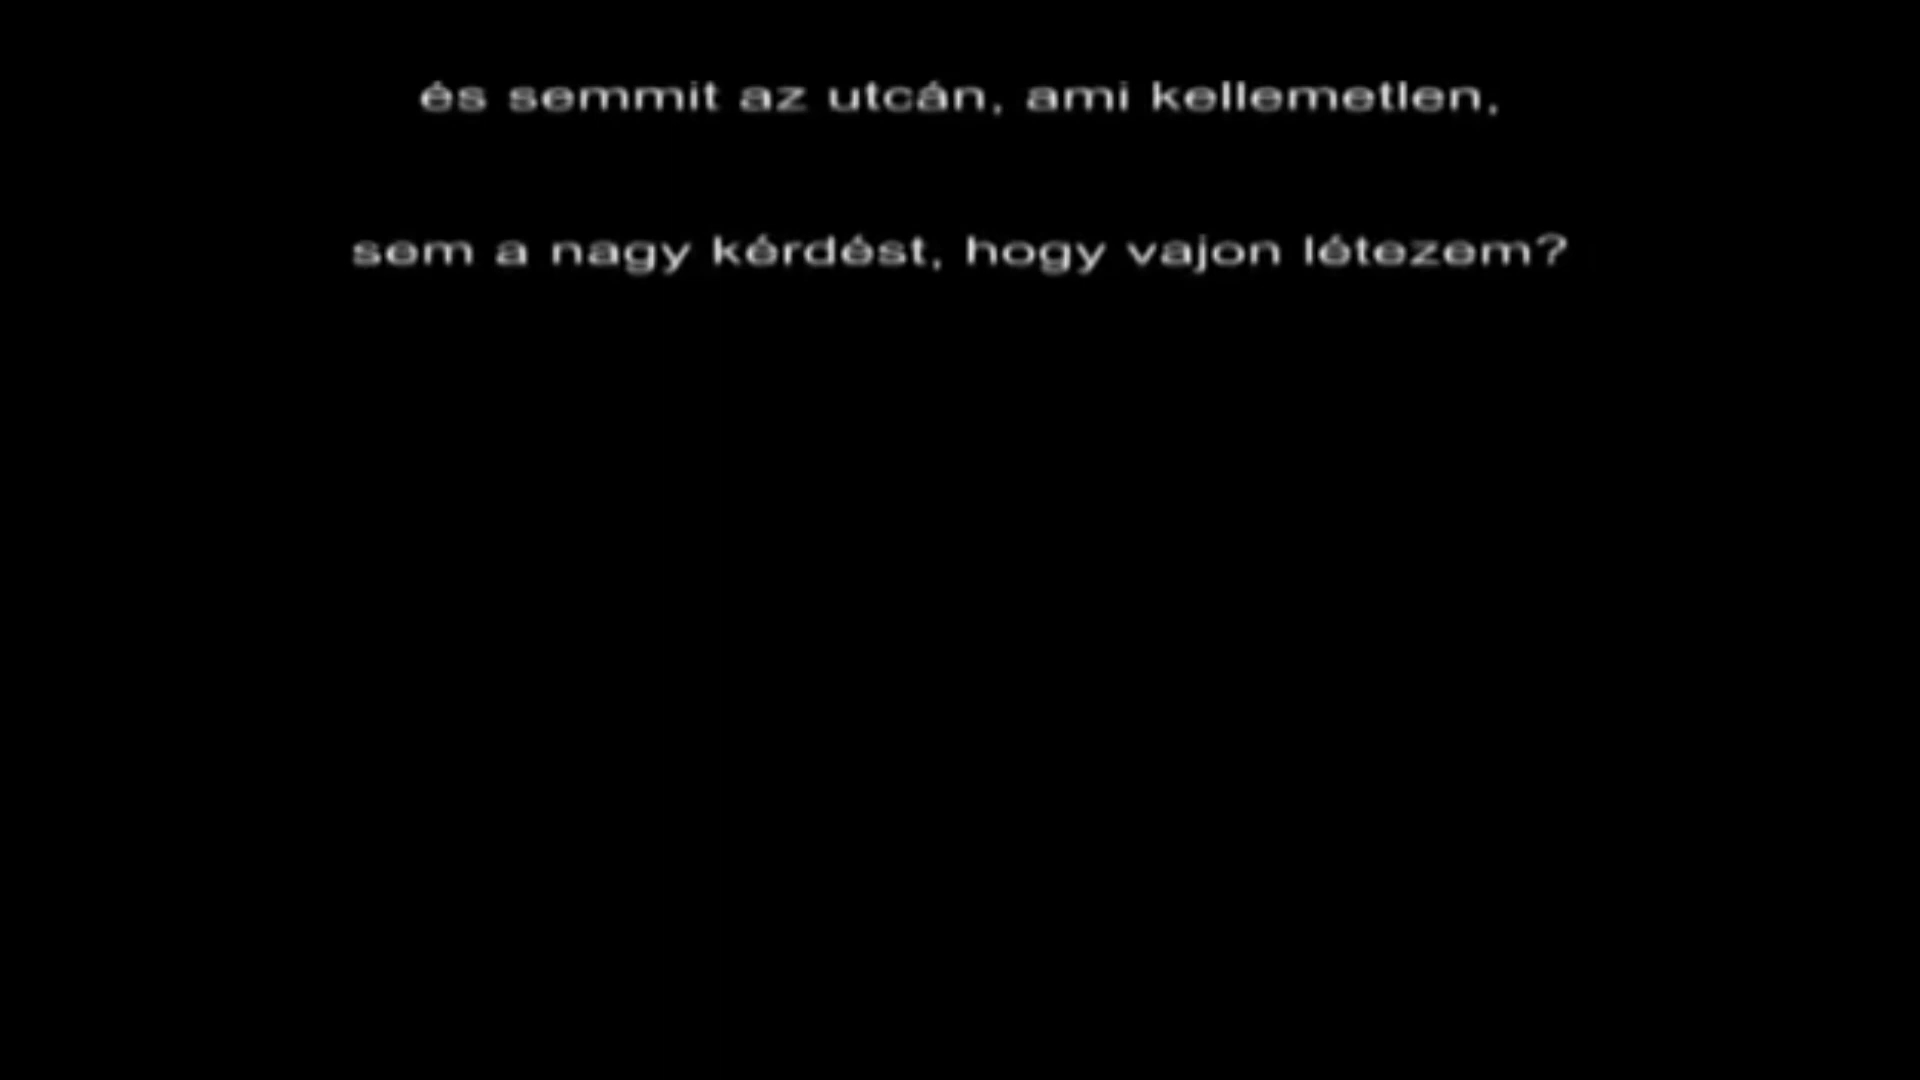 és semmit az utcán, ami kellemetlen,
sem a nagy kérdést, hogy vajon létezem?